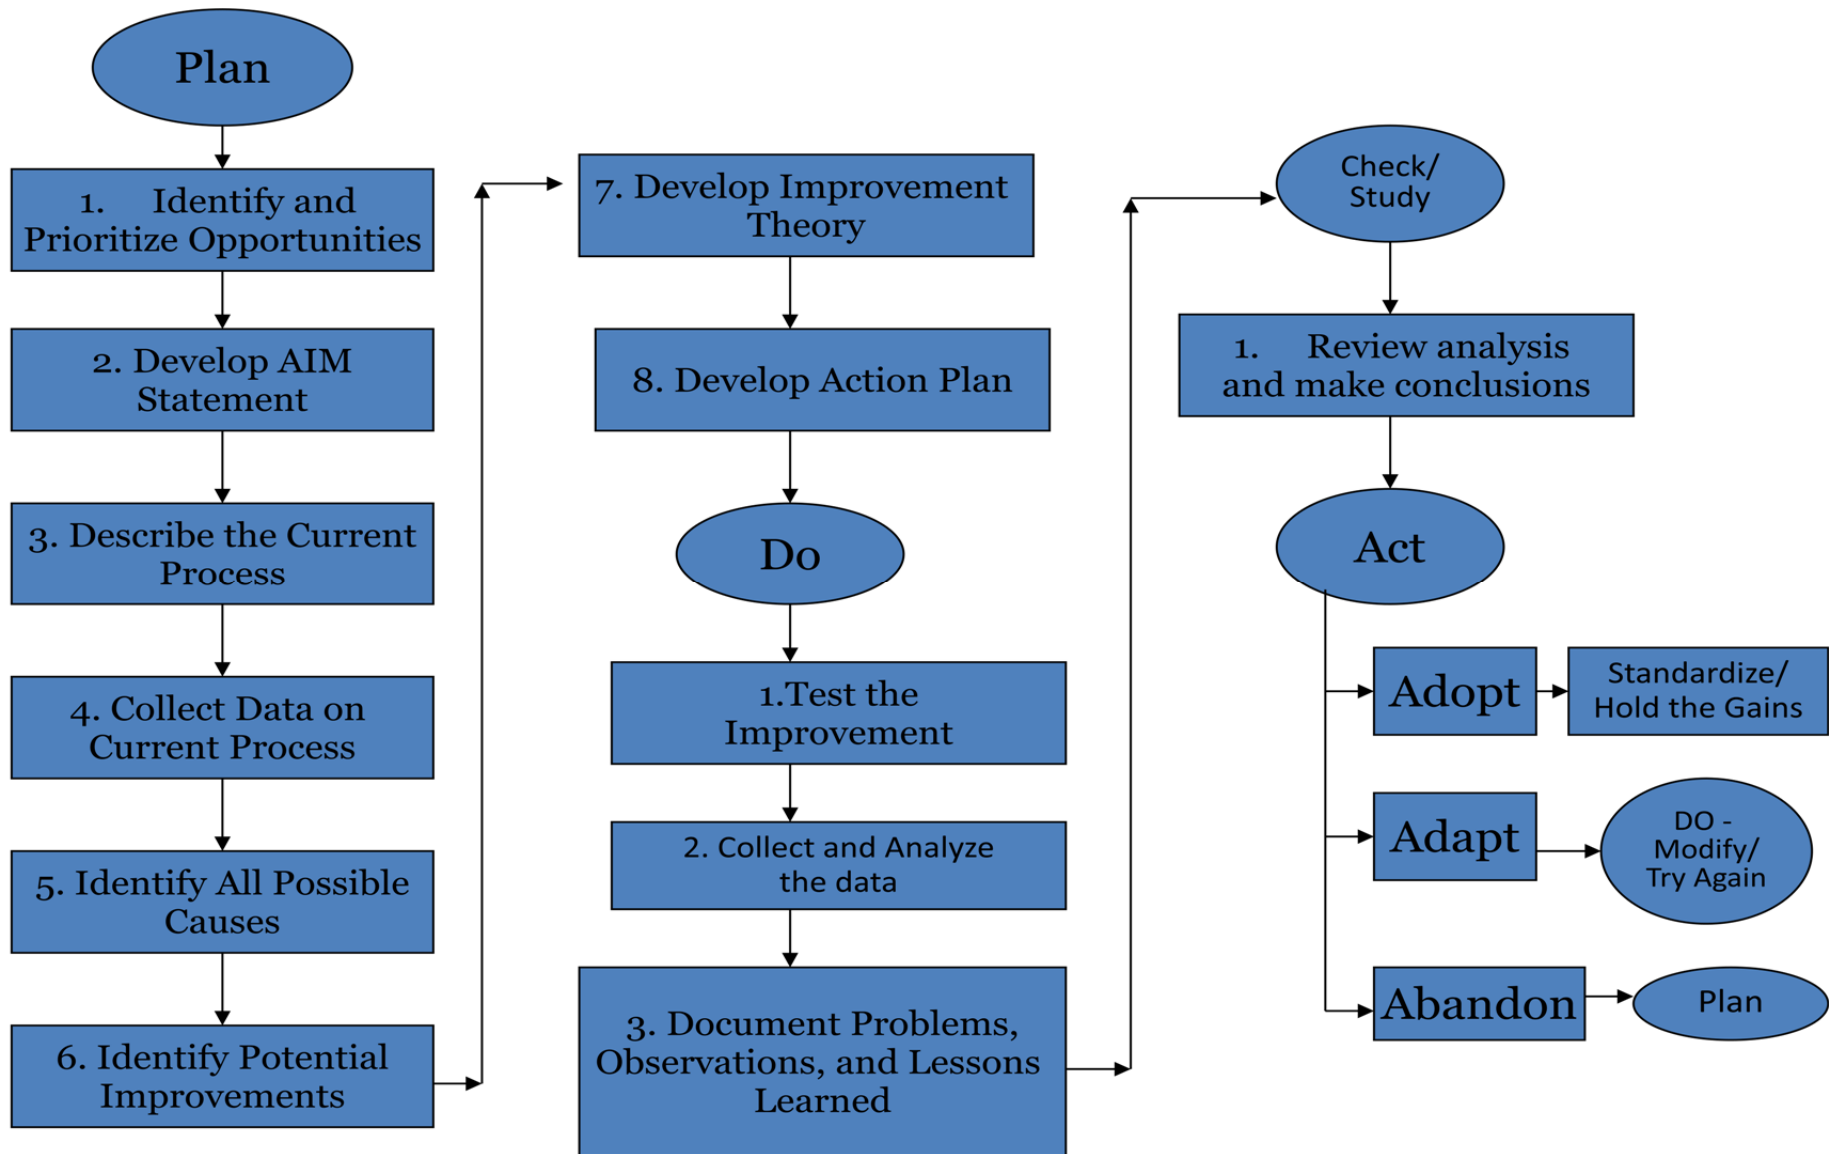 Plan
1. Identify and
Prioritize Opportunities
2. Develop AIM
Statement
3. Describe the Current
Process
4. Collect Data on
Current Process
5. Identify All Possible
Causes
6. Identify Potential
Improvements
7. Develop Improvement
Theory
8. Develop Action Plan
Do
1.Test the
Improvement
2. Collect and Analyze
the data
3. Document Problems,
Observations, and Lessons
Learned
Check/
Study
1. Review analysis
and make conclusions
Act
Adopt
Standardize/
Hold the Gains
Adapt
DO -
Modify/
Try Again
Abandon
Plan